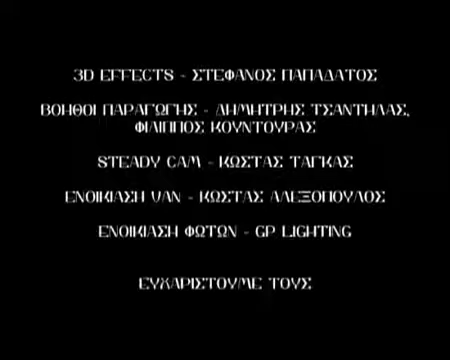 3D EFFECTS - ΣΤΕΦΑΝΟΣ ΠΑΠΑΔΑΤΟΣ
ΒΟΗΘΟΙ ΠΑΡΑΓΩΓΗΣ - ΔΗΜΗΤΡΗΣ ΤΣΑΝΤΗΛΑΣ,
ΦΙΛΙΠΠΟΣ ΚΟΥΝΤΟΥΡΑΣ
STEADY CAM - ΚΩΣΤΑΣ ΤΑΓΚΑΣ
ΕΝΟΙΚΙΑΣΗ VAN - ΚΩΣΤΑΣ ΑΛΕΞΟΠΟΥΛΟΣ
ΕΝΟΙΚΙΑΣΗ ΦΩΤΩΝ - GP LIGHTING
ΕΥΧΑΡΙΣΤΟΥΜΕ ΤΟΥΣ